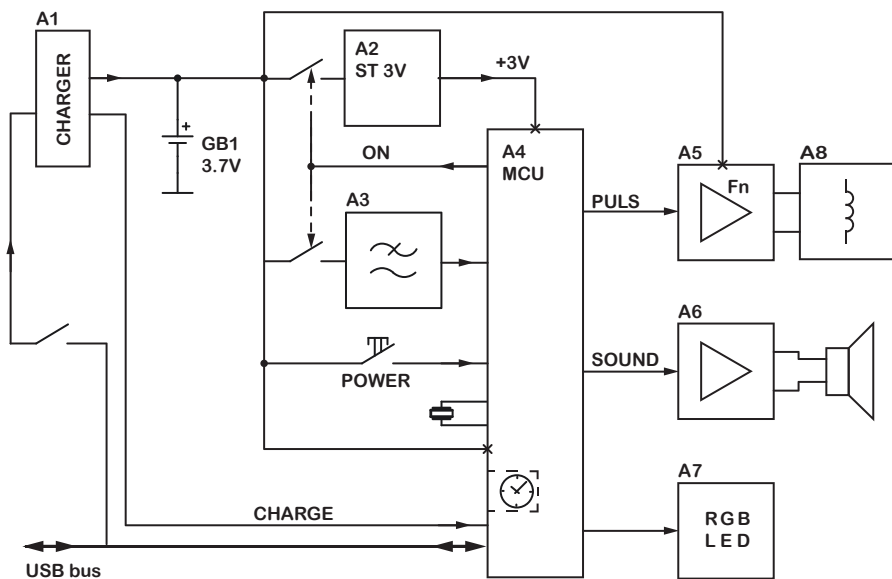 A1
CHARGER
GB1
3.7V
A2
ST 3V
+3V
ON
A3
POWER
CHARGE
USB bus
A4
MCU
PULS
SOUND
A5
Fn
A8
A6
A7
RGB
LED